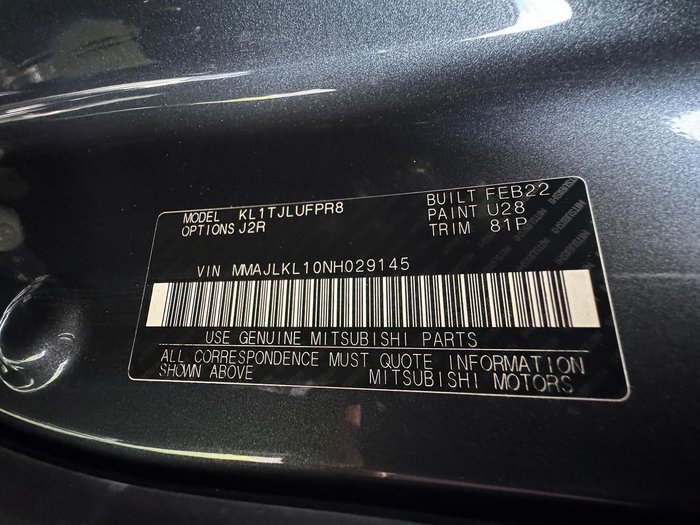 MODEL KL1TJLUFPR8 BUILT FEB22
OPTIONS J2R PAINT U28
TRIM 81P
VIN MMAJLKL10NH029145
USE GENUINE MITSUBISHI PARTS
ALL CORRESPONDENCE MUST QUOTE INFORMATION
SHOWN ABOVE MITSUBISHI MOTORS